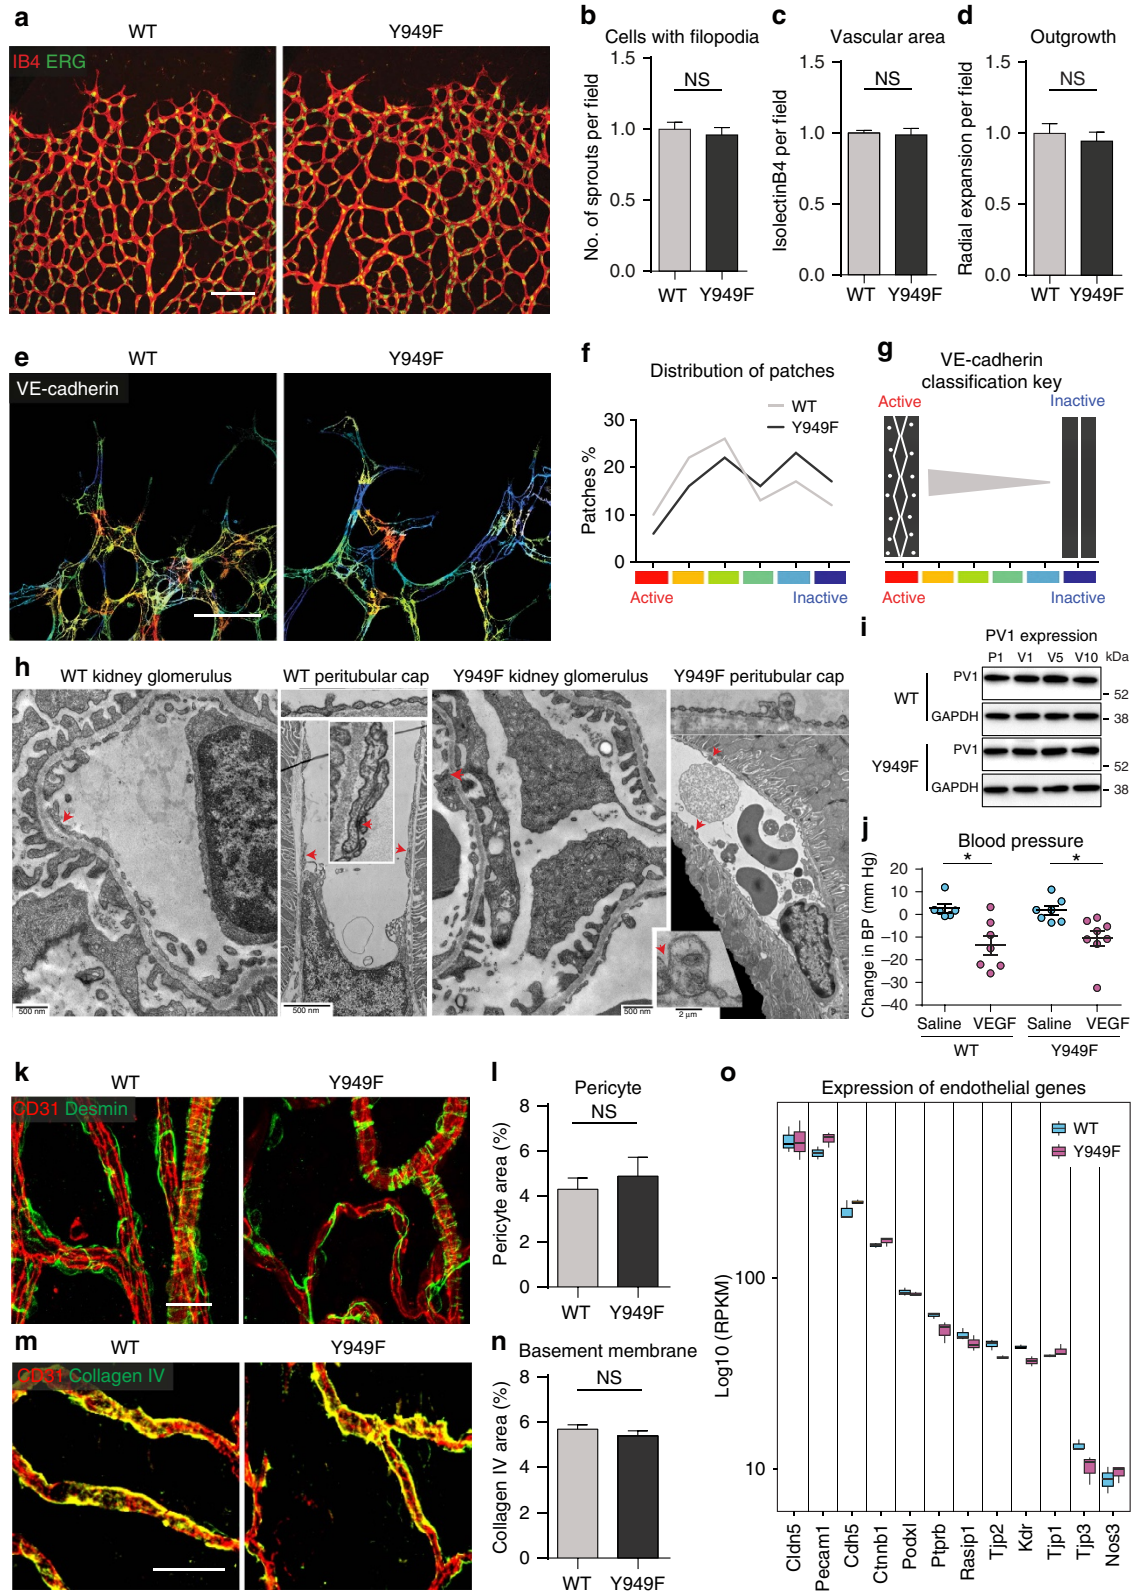 a
WT
Y949F
IB4 ERG
b
Cells with filopodia
No. of sprouts per field
1.5
1.0
0.5
0.0
NS
WT
Y949F
c
Vascular area
IsolectinB4 per field
1.5
1.0
0.5
0.0
NS
WT
Y949F
d
Outgrowth
Radial expansion per field
1.5
1.0
0.5
0.0
NS
WT
Y949F
e
WT
Y949F
VE-cadherin
f
Distribution of patches
WT
Y949F
Patches %
30
20
10
0
Active
Inactive
g
VE-cadherin
classification key
Active
Inactive
Active
Inactive
h
WT kidney glomerulus
WT peritubular cap
Y949F kidney glomerulus
Y949F peritubular cap
500 nm
500 nm
500 nm
2 μm
i
PV1 expression
P1 V1 V5 V10 kDa
WT
PV1
52
GAPDH
38
Y949F
PV1
52
GAPDH
38
j
Blood pressure
Change in BP (mm Hg)
20
10
0
–10
–20
–30
–40
*
*
Saline VEGF Saline VEGF
WT
Y949F
k
WT
Y949F
CD31 Desmin
l
Pericyte
Pericyte area (%)
8
6
4
2
0
NS
WT
Y949F
m
WT
Y949F
CD31 Collagen IV
n
Basement membrane
Collagen IV area (%)
8
6
4
2
0
NS
WT
Y949F
o
Expression of endothelial genes
WT
Y949F
Log10 (RPKM)
100
10
Cldn5
Pecam1
Cdh5
Ctnnb1
Podxl
Ptprb
Rasip1
Tjp2
Kdr
Tjp1
Tjp3
Nos3